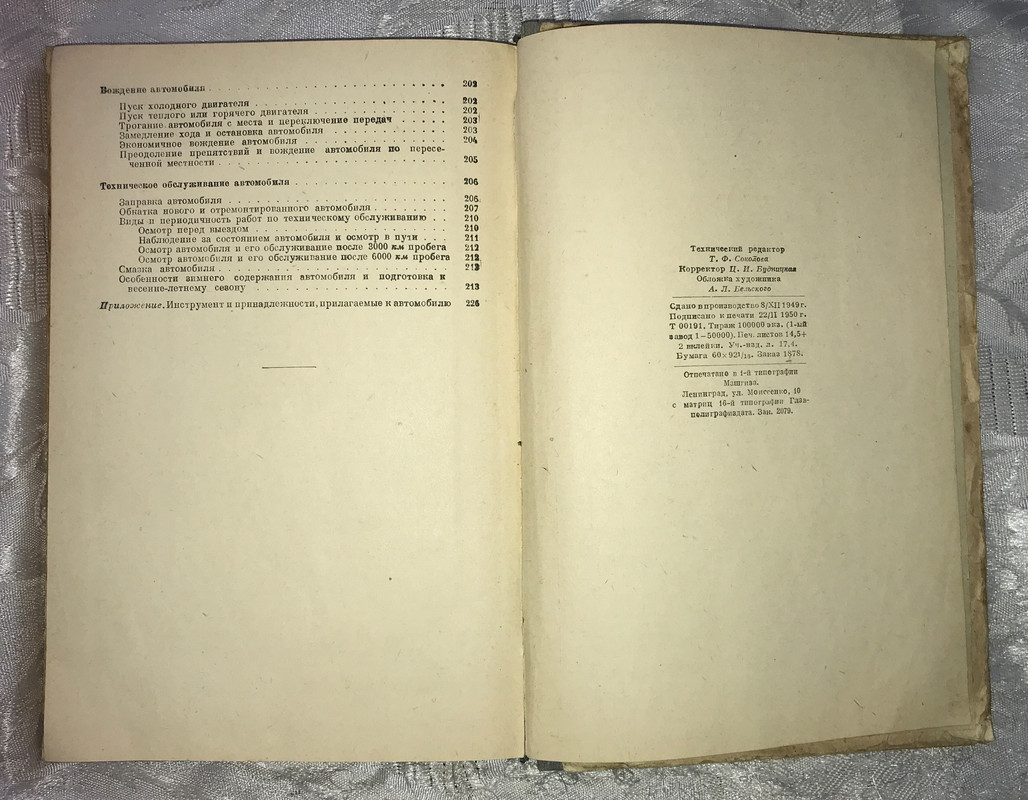 Вождение автомобиля . . . . . . . . . . . . . . . . . . . . 202
Пуск холодного двигателя . . . . . . . . . . . . . . . . 202
Пуск теплого или горячего двигателя . . . . . . . . . . . 202
Трогание автомобиля с места и переключение передач . . . . . 203
Замедление хода и остановка автомобиля . . . . . . . . . . 203
Экономичное вождение автомобиля . . . . . . . . . . . . 204
Преодоление препятствий и вождение автомобиля по пересе-
ченной местности . . . . . . . . . . . . . . . . . . . 205
Техническое обслуживание автомобиля . . . . . . . . . . . . 206
Заправка автомобиля . . . . . . . . . . . . . . . . . . 206
Обкатка нового и отремонтированного автомобиля . . . . . . . 207
Виды и периодичность работ по техническому обслуживанию . . 210
Осмотр перед выездом . . . . . . . . . . . . . . . . 210
Наблюдение за состоянием автомобиля и осмотр в пути . . . 211
Осмотр автомобиля и его обслуживание после 3000 км пробега 212
Осмотр автомобиля и его обслуживание после 6000 км пробега 212
Смазка автомобиля . . . . . . . . . . . . . . . . . . . 213
Особенности зимнего содержания автомобиля и подготовка к
весенне-летнему сезону . . . . . . . . . . . . . . . . 213
Приложение. Инструмент и принадлежности, прилагаемые к автомобилю 226
Технический редактор
Т. Ф. Соколова
Корректор Ц. И. Будницкая
Обложка художника
А. Л. Бельского
Сдано в производство 8/XII 1949 г.
Подписано к печати 22/II 1950 г.
Т 00191. Тираж 100000 экз. (1-ый
завод 1—50000). Печ. листов 14,5+
2 вклейки. Уч.-изд. л. 17,4.
Бумага 60×92 1/16. Заказ 1878.
Отпечатано в 1-й типографии
Машгиза.
Ленинград, ул. Моисеенко, 10
с матриц 16-й типографии Глав-
полиграфиздата. Зак. 2079.